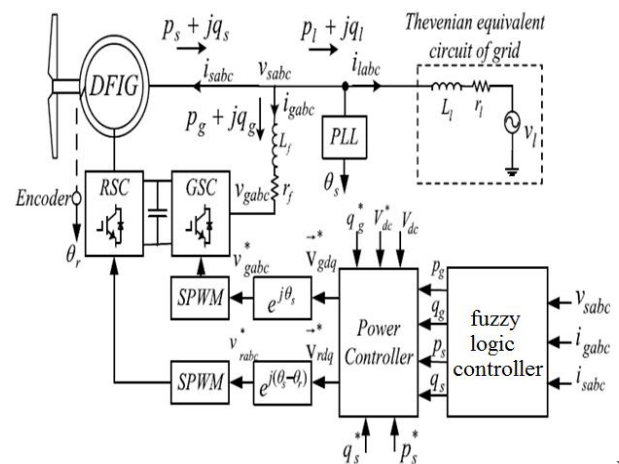 Thevenian equivalent
circuit of grid
p_s + jq_s
p_l + jq_l
DFIG
i_sabc
v_sabc
i_labc
i_gabc
p_g + jq_g
L_f
r_f
L_l
r_l
v_l
PLL
θ_s
RSC
GSC
v_gabc
Encoder
θ_r
q_g^*
V_dc^*
V_dc
v_gabc^*
V_gdq^*
SPWM
e^{jθ_s}
p_g
q_g
p_s
q_s
Power
Controller
fuzzy
logic
controller
v_sabc
i_gabc
i_sabc
v_rabc^*
V_rdq^*
SPWM
e^{j(θ_s-θ_r)}
q_s^*
p_s^*